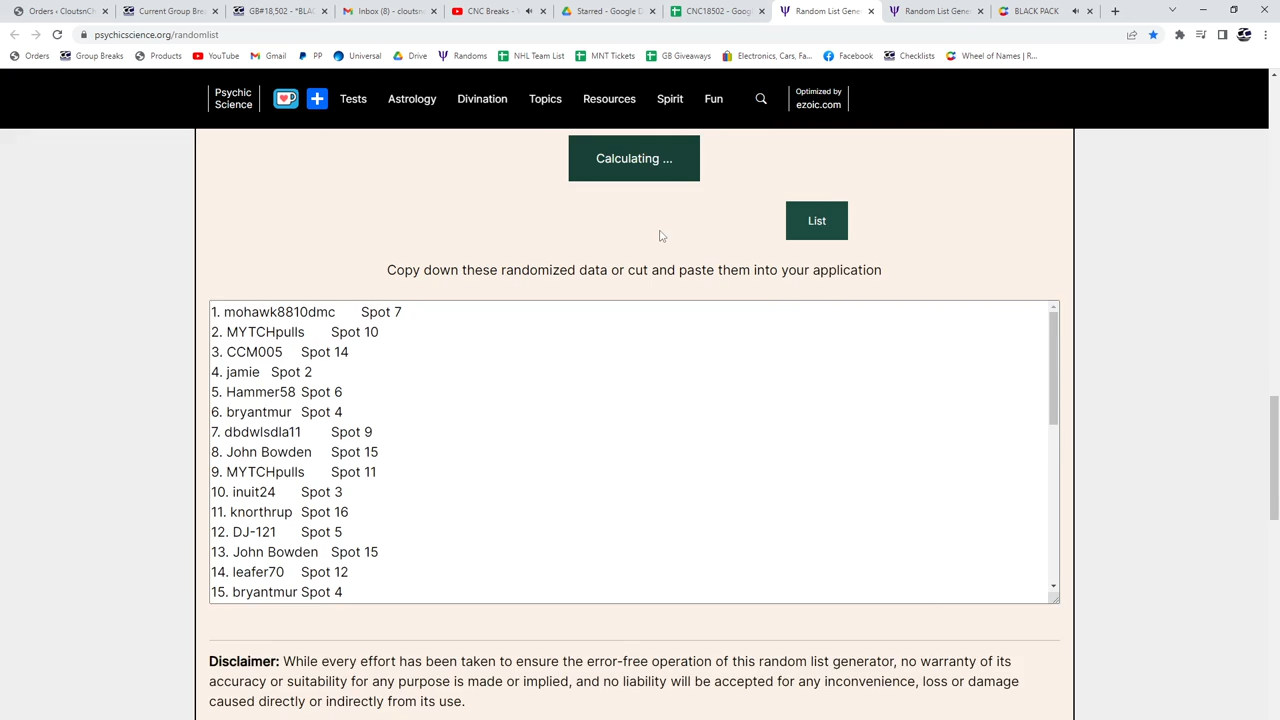 Orders < CloutsnCh
Current Group Break
GB#18,502 - *BLAC
Inbox (8) - cloutsnc
CNC Breaks -
Starred - Google D
CNC18502 - Goog
Random List Gene
Random List Gene
BLACK PACK
psychicscience.org/randomlist
Orders
Group Breaks
Products
YouTube
Gmail
PP
Universal
Drive
Randoms
NHL Team List
MNT Tickets
GB Giveaways
Electronics, Cars, Fa...
Facebook
Checklists
Wheel of Names | R...
Psychic
Science
Tests
Astrology
Divination
Topics
Resources
Spirit
Fun
Optimized by
ezoic.com
Calculating ...
List
Copy down these randomized data or cut and paste them into your application
1. mohawk8810dmc Spot 7
2. MYTCHpulls Spot 10
3. CCM005 Spot 14
4. jamie Spot 2
5. Hammer58 Spot 6
6. bryantmur Spot 4
7. dbdwlsdla11 Spot 9
8. John Bowden Spot 15
9. MYTCHpulls Spot 11
10. inuit24 Spot 3
11. knorthrup Spot 16
12. DJ-121 Spot 5
13. John Bowden Spot 15
14. leafer70 Spot 12
15. bryantmur Spot 4
Disclaimer: While every effort has been taken to ensure the error-free operation of this random list generator, no warranty of its
accuracy or suitability for any purpose is made or implied, and no liability will be accepted for any inconvenience, loss or damage
caused directly or indirectly from its use.